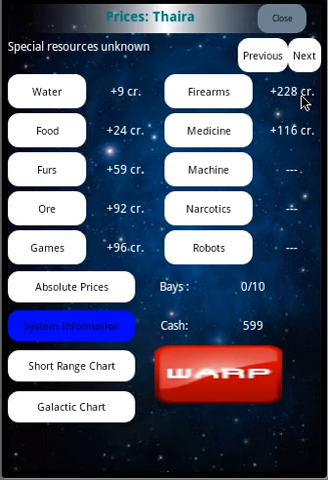 Prices: Thaira
Close
Special resources unknown
Previous
Next
Water +9 cr. Firearms +228 cr.
Food +24 cr. Medicine +116 cr.
Furs +59 cr. Machine ---
Ore +92 cr. Narcotics ---
Games +96 cr. Robots ---
Absolute Prices Bays : 0/10
System Information Cash: 599
Short Range Chart
WARP
Galactic Chart